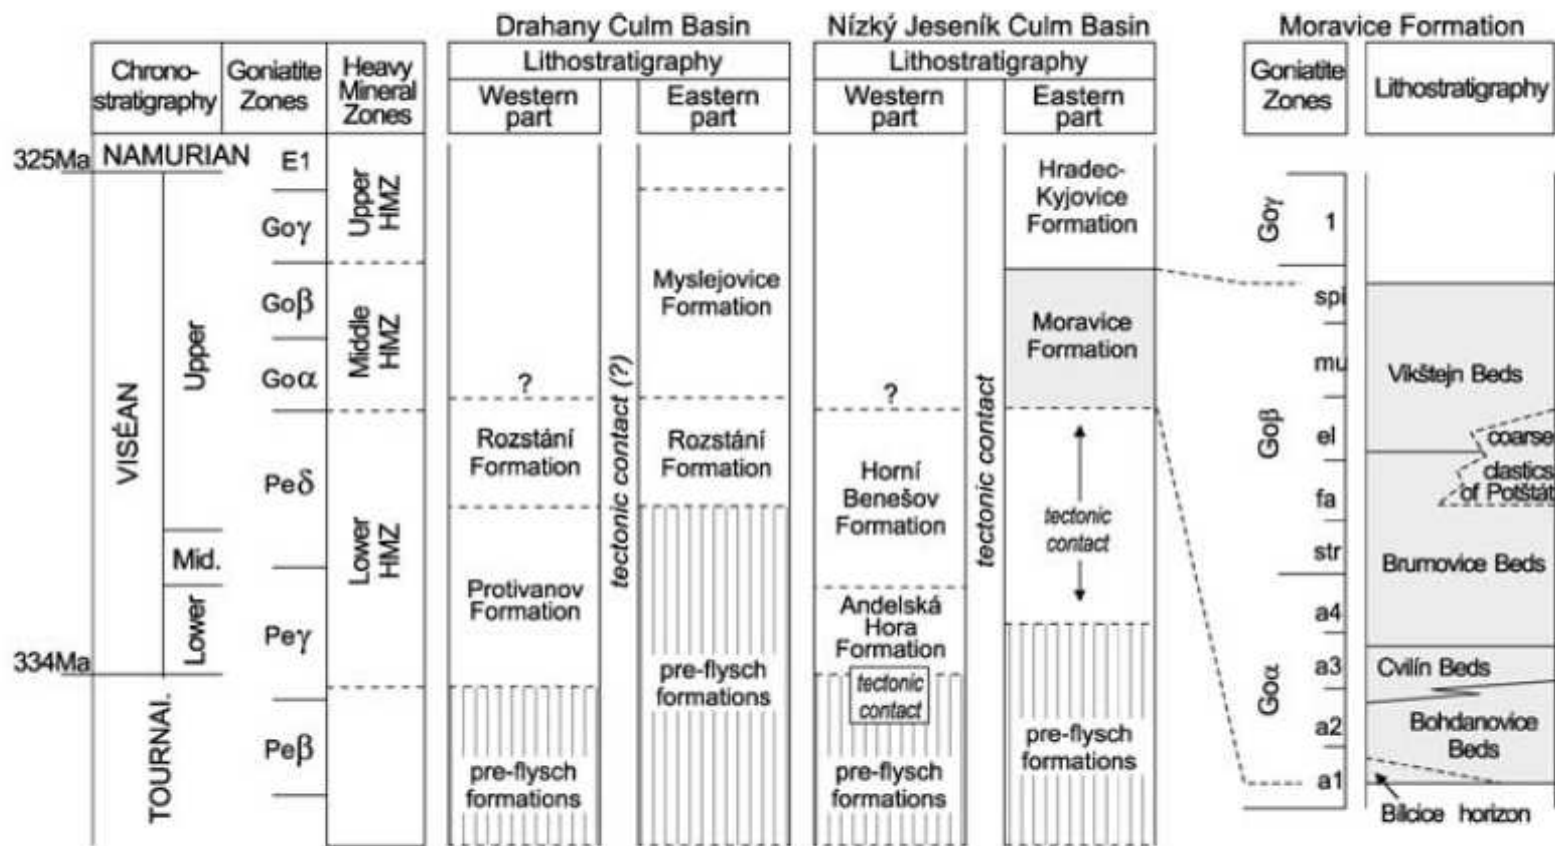 Drahany Culm Basin
Nízký Jeseník Culm Basin
Moravice Formation
Chrono-
stratigraphy
Goniatite
Zones
Heavy
Mineral
Zones
Lithostratigraphy
Western
part
Eastern
part
Lithostratigraphy
Western
part
Eastern
part
Goniatite
Zones
Lithostratigraphy
325Ma
NAMURIAN
334Ma
VISÉAN
Upper
Mid.
Lower
TOURNAI.
E1
Goγ
Goβ
Goα
Peδ
Peγ
Peβ
Upper
HMZ
Middle
HMZ
Lower
HMZ
?
Rozstání
Formation
Protivanov
Formation
pre-flysch
formations
tectonic contact (?)
Myslejovice
Formation
Rozstání
Formation
pre-flysch
formations
?
Horní
Benešov
Formation
Andelská
Hora
Formation
tectonic
contact
pre-flysch
formations
tectonic contact
Hradec-
Kyjovice
Formation
Moravice
Formation
tectonic
contact
pre-flysch
formations
Goγ
Goβ
Goα
1
spi
mu
el
fa
str
a4
a3
a2
a1
Vikštejn Beds
coarse
clastics
of Potštát
Brumovice Beds
Cvilín Beds
Bohdanovice
Beds
Bílcice horizon